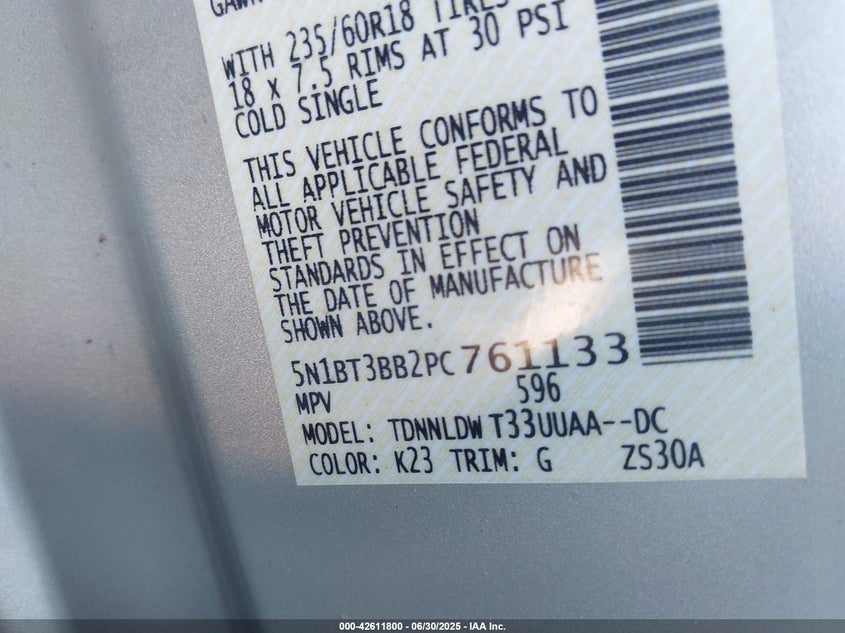 GAWR
WITH 235/60R18 TIRES
18 x 7.5 RIMS AT 30 PSI
COLD SINGLE
THIS VEHICLE CONFORMS TO
ALL APPLICABLE FEDERAL
MOTOR VEHICLE SAFETY AND
THEFT PREVENTION
STANDARDS IN EFFECT ON
THE DATE OF MANUFACTURE
SHOWN ABOVE.
5N1BT3BB2PC761133
MPV 596
MODEL: TDNNLDW T33UUAA--DC
COLOR: K23 TRIM: G ZS30A
000-42611800 - 06/30/2025 - IAA Inc.